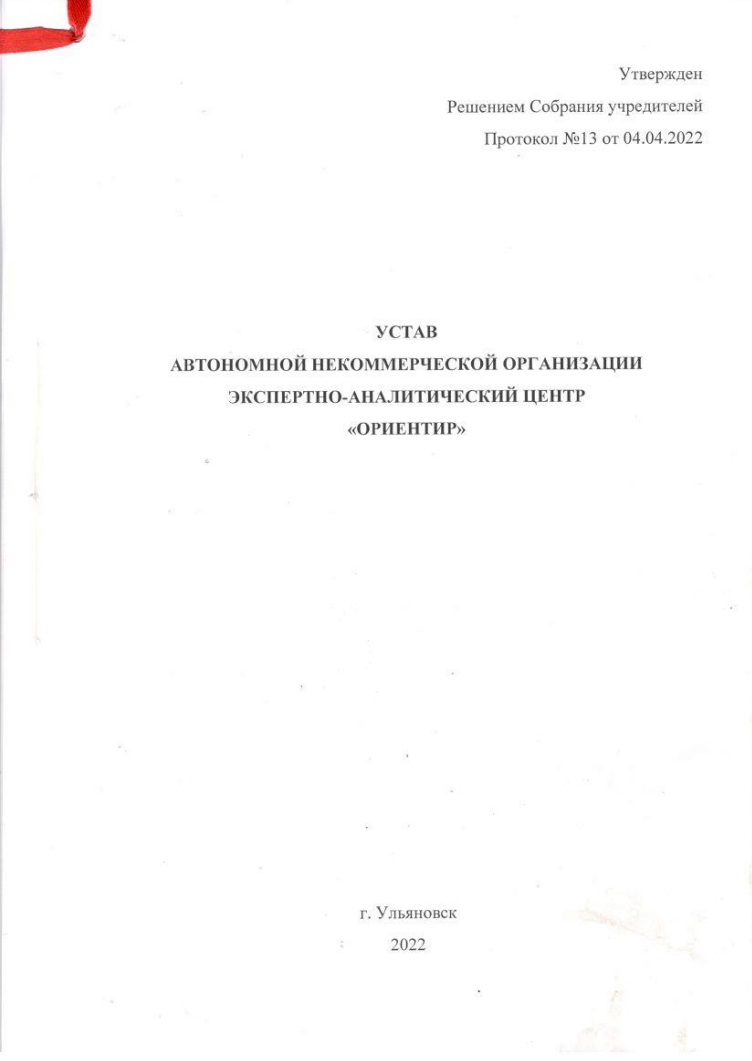 Утвержден
Решением Собрания учредителей
Протокол №13 от 04.04.2022
УСТАВ
АВТОНОМНОЙ НЕКОММЕРЧЕСКОЙ ОРГАНИЗАЦИИ
ЭКСПЕРТНО-АНАЛИТИЧЕСКИЙ ЦЕНТР
«ОРИЕНТИР»
г. Ульяновск
2022